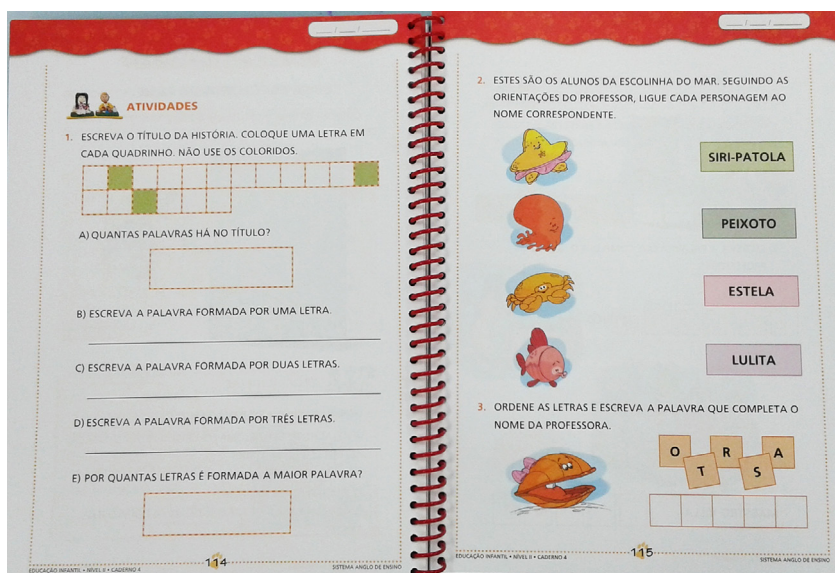 ATIVIDADES
1. ESCREVA O TÍTULO DA HISTÓRIA. COLOQUE UMA LETRA EM
CADA QUADRINHO. NÃO USE OS COLORIDOS.
A) QUANTAS PALAVRAS HÁ NO TÍTULO?
B) ESCREVA A PALAVRA FORMADA POR UMA LETRA.
C) ESCREVA A PALAVRA FORMADA POR DUAS LETRAS.
D) ESCREVA A PALAVRA FORMADA POR TRÊS LETRAS.
E) POR QUANTAS LETRAS É FORMADA A MAIOR PALAVRA?
114
EDUCAÇÃO INFANTIL • NÍVEL II • CADERNO 4
SISTEMA ANGLO DE ENSINO
2. ESTES SÃO OS ALUNOS DA ESCOLINHA DO MAR. SEGUINDO AS
ORIENTAÇÕES DO PROFESSOR, LIGUE CADA PERSONAGEM AO
NOME CORRESPONDENTE.
SIRI-PATOLA
PEIXOTO
ESTELA
LULITA
3. ORDENE AS LETRAS E ESCREVA A PALAVRA QUE COMPLETA O
NOME DA PROFESSORA.
O T R S A
115
EDUCAÇÃO INFANTIL • NÍVEL II • CADERNO 4
SISTEMA ANGLO DE ENSINO